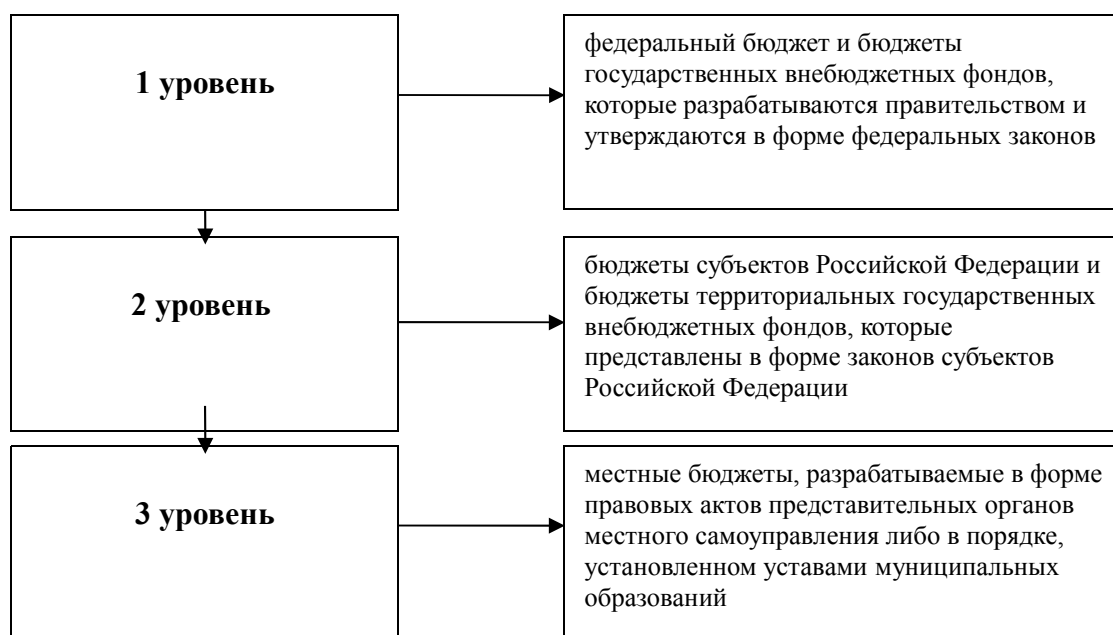 1 уровень
федеральный бюджет и бюджеты
государственных внебюджетных фондов,
которые разрабатываются правительством и
утверждаются в форме федеральных законов
2 уровень
бюджеты субъектов Российской Федерации и
бюджеты территориальных государственных
внебюджетных фондов, которые
представлены в форме законов субъектов
Российской Федерации
3 уровень
местные бюджеты, разрабатываемые в форме
правовых актов представительных органов
местного самоуправления либо в порядке,
установленном уставами муниципальных
образований